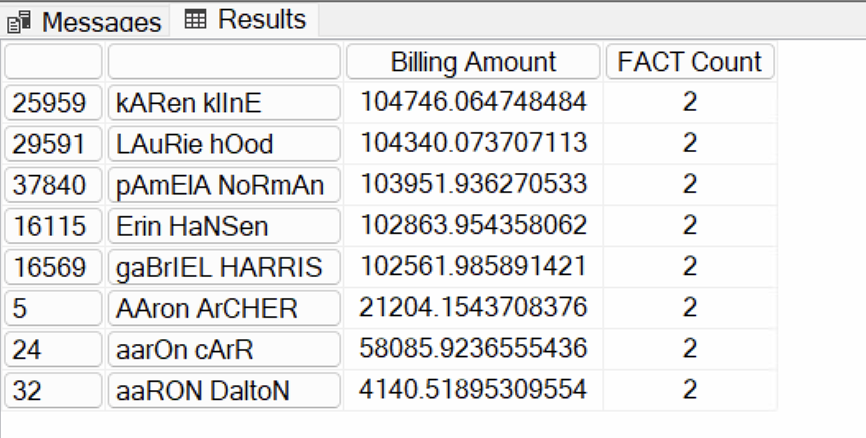 Messages Results
Billing Amount FACT Count
25959 kARen klInE 104746.064748484 2
29591 LAuRie hOod 104340.073707113 2
37840 pAmElA NoRmAn 103951.936270533 2
16115 Erin HaNSen 102863.954358062 2
16569 gaBrIEL HARRIS 102561.985891421 2
5 AAron ArCHER 21204.1543708376 2
24 aarOn cArR 58085.9236555436 2
32 aaRON DaltoN 4140.51895309554 2